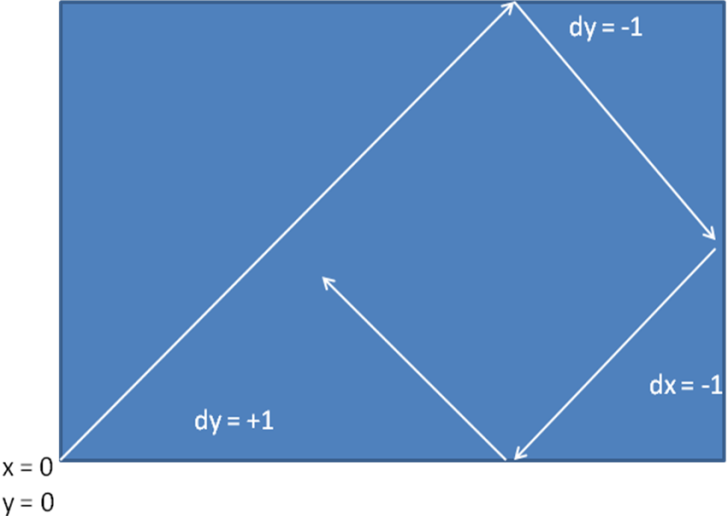 dy = -1
dx = -1
dy = +1
x = 0
y = 0